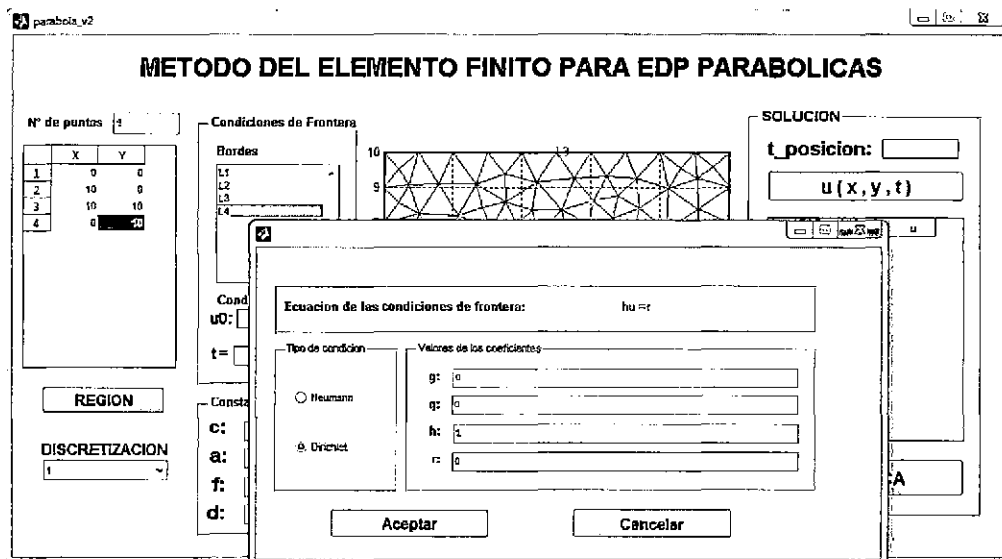 parabola_v2
METODO DEL ELEMENTO FINITO PARA EDP PARABOLICAS
Nº de puntos 4
X Y
1 0 0
2 10 0
3 10 10
4 0 10
REGION
DISCRETIZACION
1
Condiciones de Frontera
Bordes
L1
L2
L3
L4
Cond
u0:
t=
Consta
c:
a:
f:
d:
10
9
L3
SOLUCION
t_posicion:
u(x,y,t)
u
CA
Ecuacion de las condiciones de frontera: hu =r
Tipo de condicion
Neumann
Dirichlet
Valores de los coeficientes
g: 0
q: 0
h: 1
r: 0
Aceptar
Cancelar